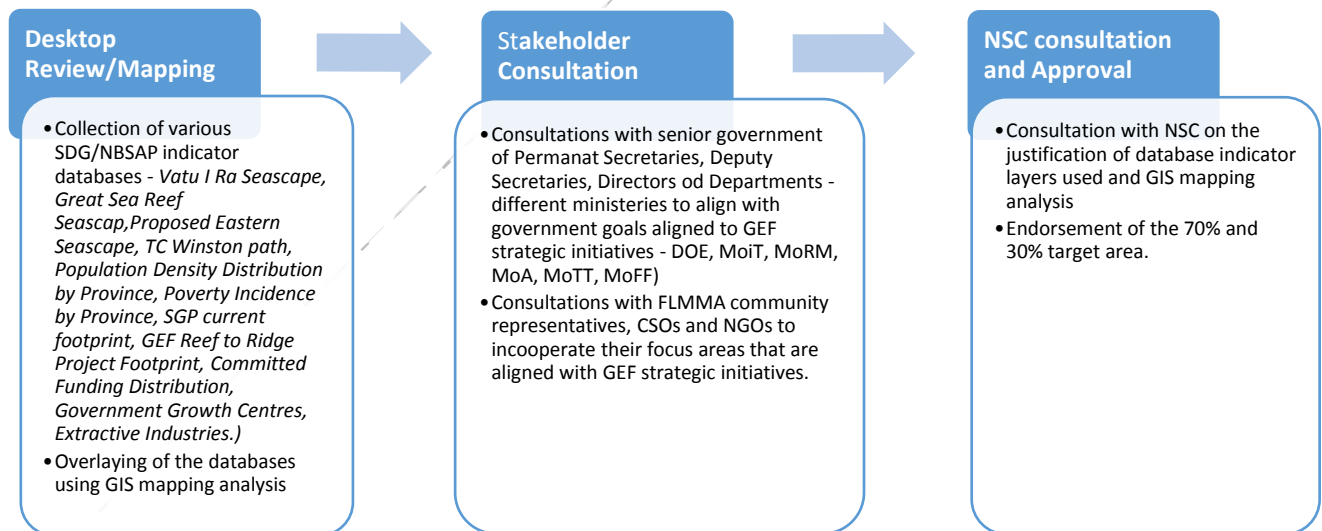 Desktop
Review/Mapping
•Collection of various
SDG/NBSAP indicator
databases - Vatu I Ra Seascape,
Great Sea Reef
Seascap,Proposed Eastern
Seascape, TC Winston path,
Population Density Distribution
by Province, Poverty Incidence
by Province, SGP current
footprint, GEF Reef to Ridge
Project Footprint, Committed
Funding Distribution,
Government Growth Centres,
Extractive Industries.)
•Overlaying of the databases
using GIS mapping analysis
Stakeholder
Consultation
•Consultations with senior government
of Permanat Secretaries, Deputy
Secretaries, Directors od Departments -
different ministeries to align with
government goals aligned to GEF
strategic initiatives - DOE, MoiT, MoRM,
MoA, MoTT, MoFF)
•Consultations with FLMMA community
representatives, CSOs and NGOs to
incooperate their focus areas that are
aligned with GEF strategic initiatives.
NSC consultation
and Approval
•Consultation with NSC on the
justification of database indicator
layers used and GIS mapping
analysis
•Endorsement of the 70% and
30% target area.